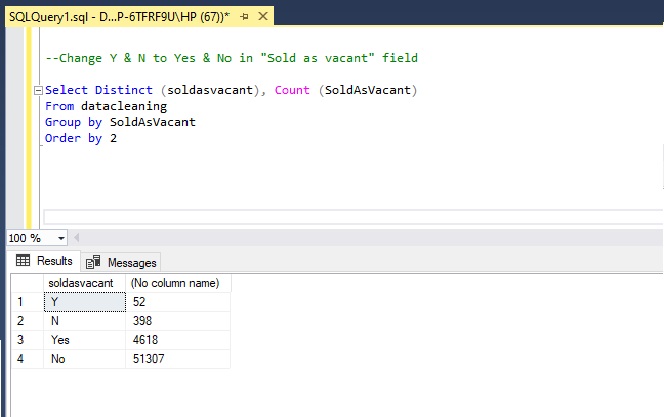 SQLQuery1.sql - D...P-6TFRF9U\HP (67))*
--Change Y & N to Yes & No in "Sold as vacant" field
Select Distinct (soldasvacant), Count (SoldAsVacant)
From datacleaning
Group by SoldAsVacant
Order by 2
100 %
Results Messages
soldasvacant (No column name)
1 Y 52
2 N 398
3 Yes 4618
4 No 51307